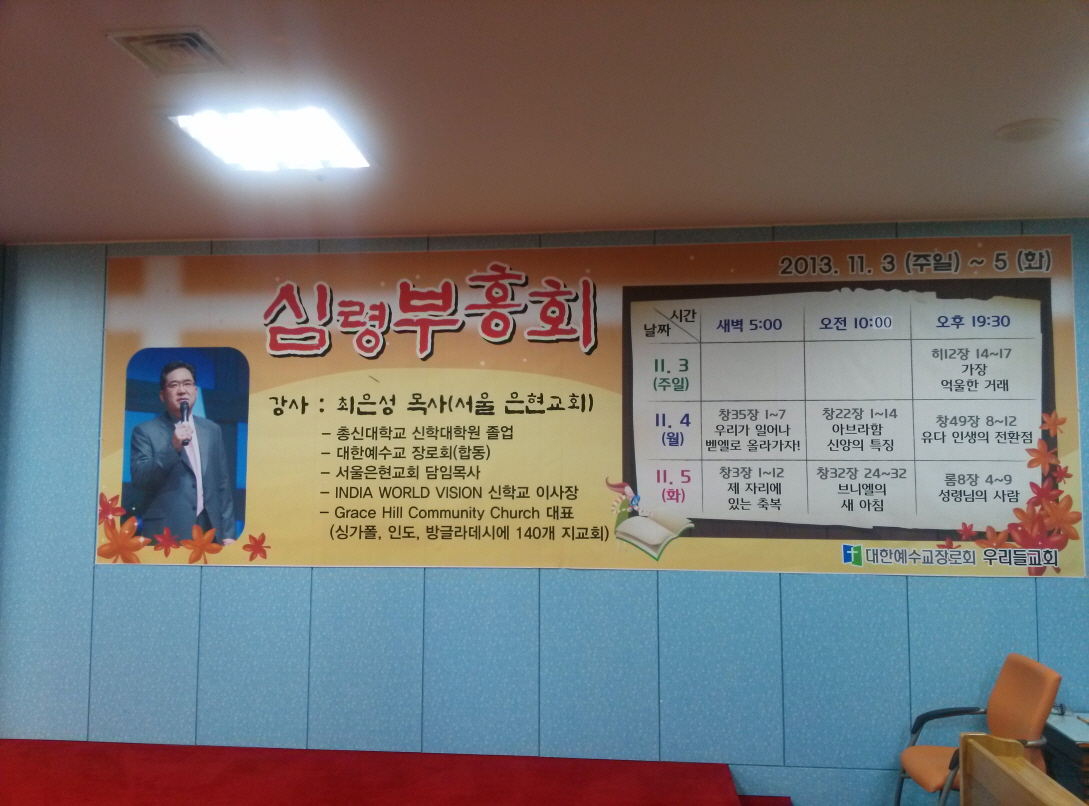 2013. 11. 3 (주일) ~ 5 (화)
심령부흥회
강사 : 최은성 목사(서울 은현교회)
- 총신대학교 신학대학원 졸업
- 대한예수교 장로회(합동)
- 서울은현교회 담임목사
- INDIA WORLD VISION 신학교 이사장
- Grace Hill Community Church 대표
(싱가폴, 인도, 방글라데시에 140개 지교회)
시간
날짜
새벽 5:00
오전 10:00
오후 19:30
11. 3
(주일)
히12장 14~17
가장
억울한 거래
11. 4
(월)
창35장 1~7
우리가 일어나
벧엘로 올라가자!
창22장 1~14
아브라함
신앙의 특징
창49장 8~12
유다 인생의 전환점
11. 5
(화)
창3장 1~12
제 자리에
있는 축복
창32장 24~32
브니엘의
새 아침
롬8장 4~9
성령님의 사람
대한예수교장로회 우리들교회